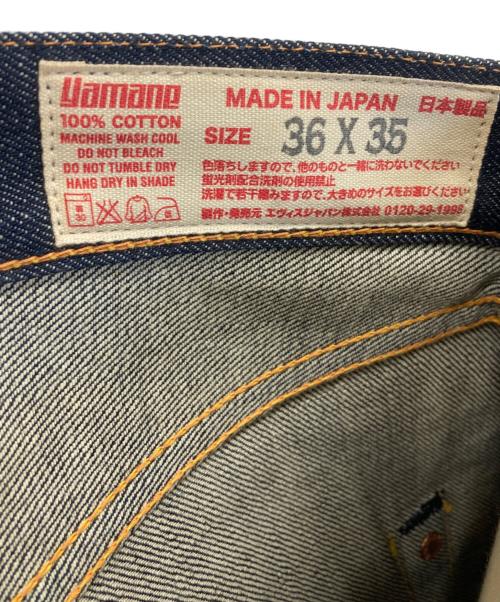 Yamane
100% COTTON
MACHINE WASH COOL
DO NOT BLEACH
DO NOT TUMBLE DRY
HANG DRY IN SHADE
MADE IN JAPAN 日本製品
SIZE 36 X 35
色落ちしますので、他のものと一緒に洗わないでください
蛍光剤配合洗剤の使用禁止
洗濯で若干縮みますので、大きめのサイズをお選びください
製作・発売元 エヴィスジャパン株式会社 0120-29-1998